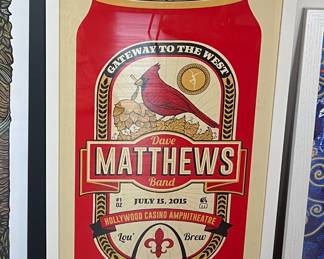 GATEWAY TO THE WEST
Dave
MATTHEWS
Band
JULY 15, 2015
HOLLYWOOD CASINO AMPHITHEATRE
Lou' Brew